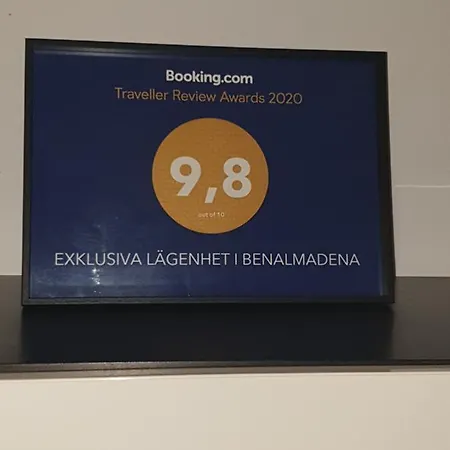 Booking.com
Traveller Review Awards 2020
9,8
out of 10
EXKLUSIVA LÄGENHET I BENALMADENA